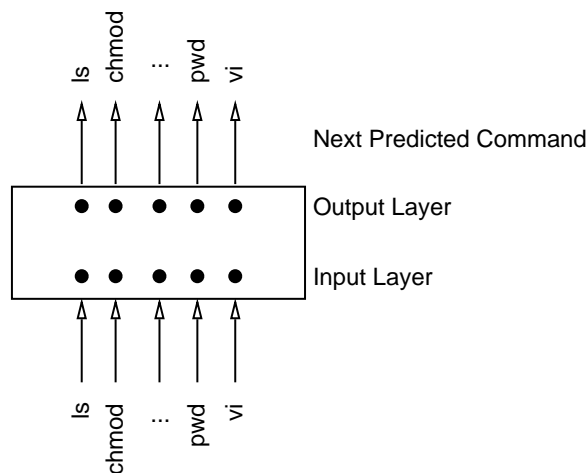 ls chmod ... pwd vi
Next Predicted Command
Output Layer
Input Layer
ls chmod ... pwd vi